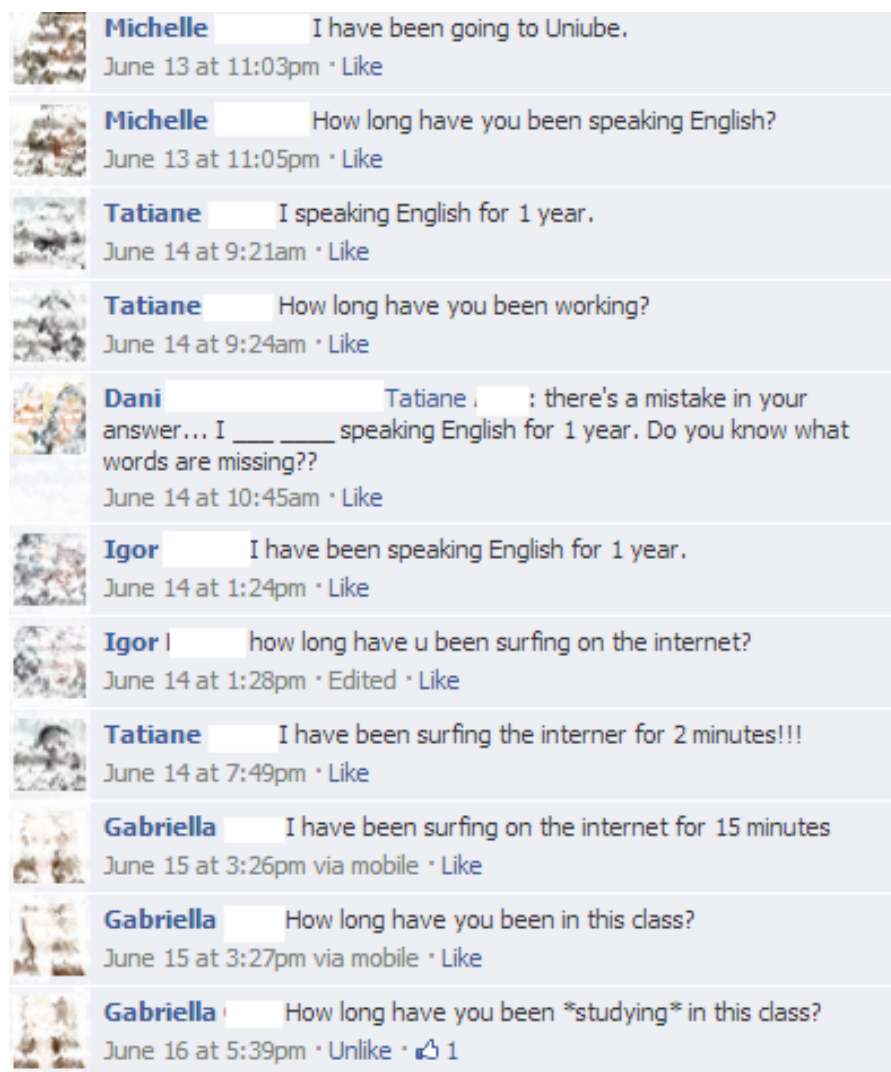 Michelle I have been going to Uniube.
June 13 at 11:03pm · Like
Michelle How long have you been speaking English?
June 13 at 11:05pm · Like
Tatiane I speaking English for 1 year.
June 14 at 9:21am · Like
Tatiane How long have you been working?
June 14 at 9:24am · Like
Dani Tatiane : there's a mistake in your
answer... I ___ ____ speaking English for 1 year. Do you know what
words are missing??
June 14 at 10:45am · Like
Igor I have been speaking English for 1 year.
June 14 at 1:24pm · Like
Igor how long have u been surfing on the internet?
June 14 at 1:28pm · Edited · Like
Tatiane I have been surfing the interner for 2 minutes!!!
June 14 at 7:49pm · Like
Gabriella I have been surfing on the internet for 15 minutes
June 15 at 3:26pm via mobile · Like
Gabriella How long have you been in this class?
June 15 at 3:27pm via mobile · Like
Gabriella How long have you been *studying* in this class?
June 16 at 5:39pm · Unlike · 1